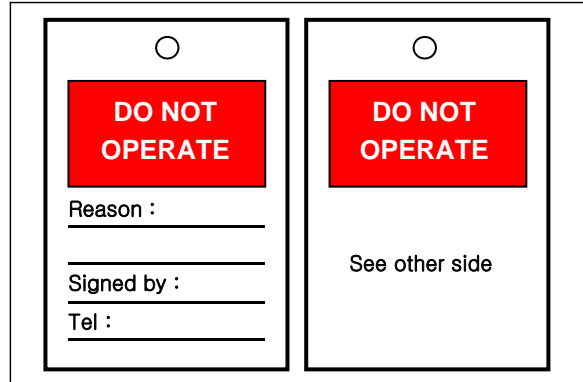 DO NOT
OPERATE
Reason :
Signed by :
Tel :
DO NOT
OPERATE
See other side